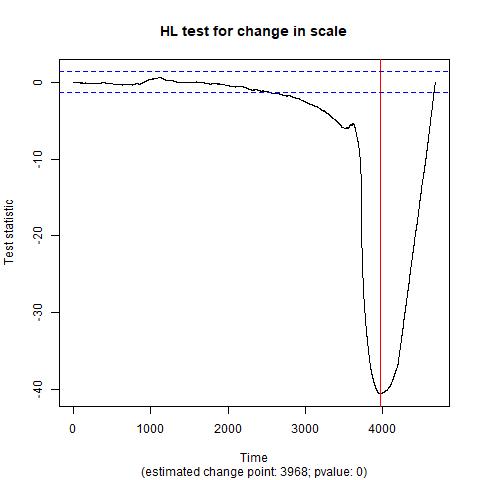 HL test for change in scale
Test statistic
0
-10
-20
-30
-40
0 1000 2000 3000 4000
Time
(estimated change point: 3968; pvalue: 0)